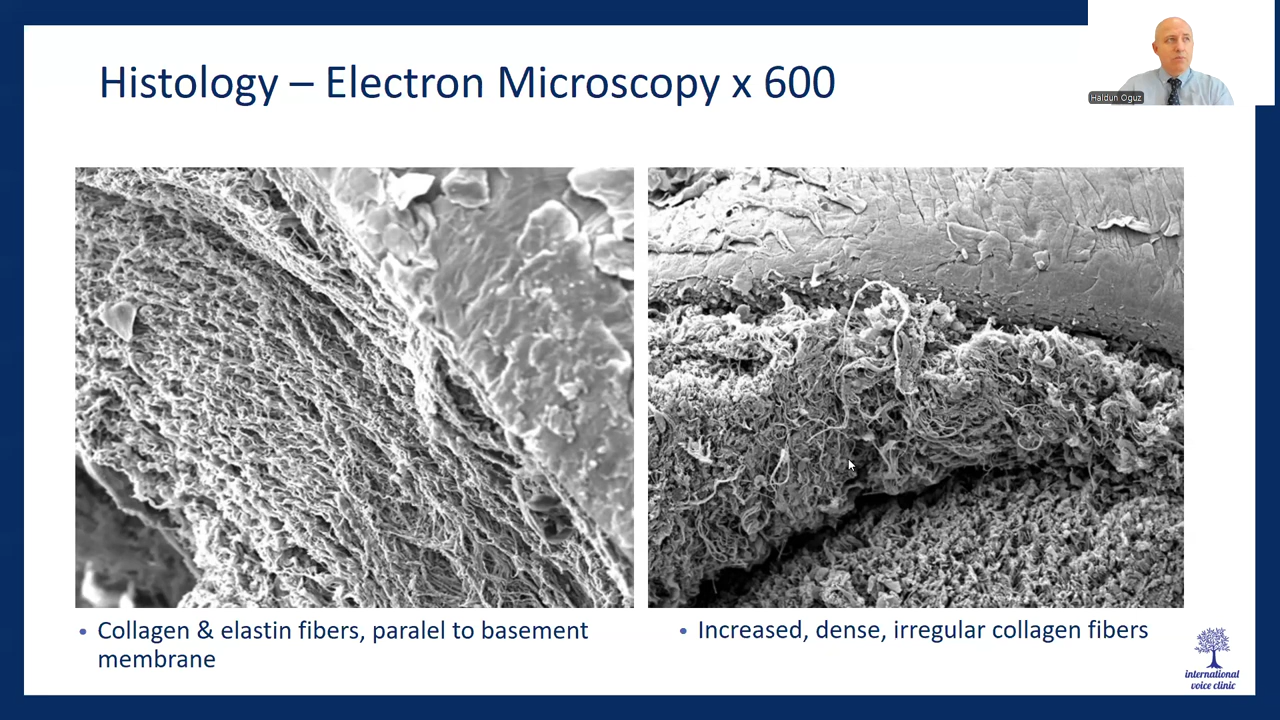 Histology – Electron Microscopy x 600
Haldun Oguz
• Collagen & elastin fibers, paralel to basement
membrane
• Increased, dense, irregular collagen fibers
international
voice clinic